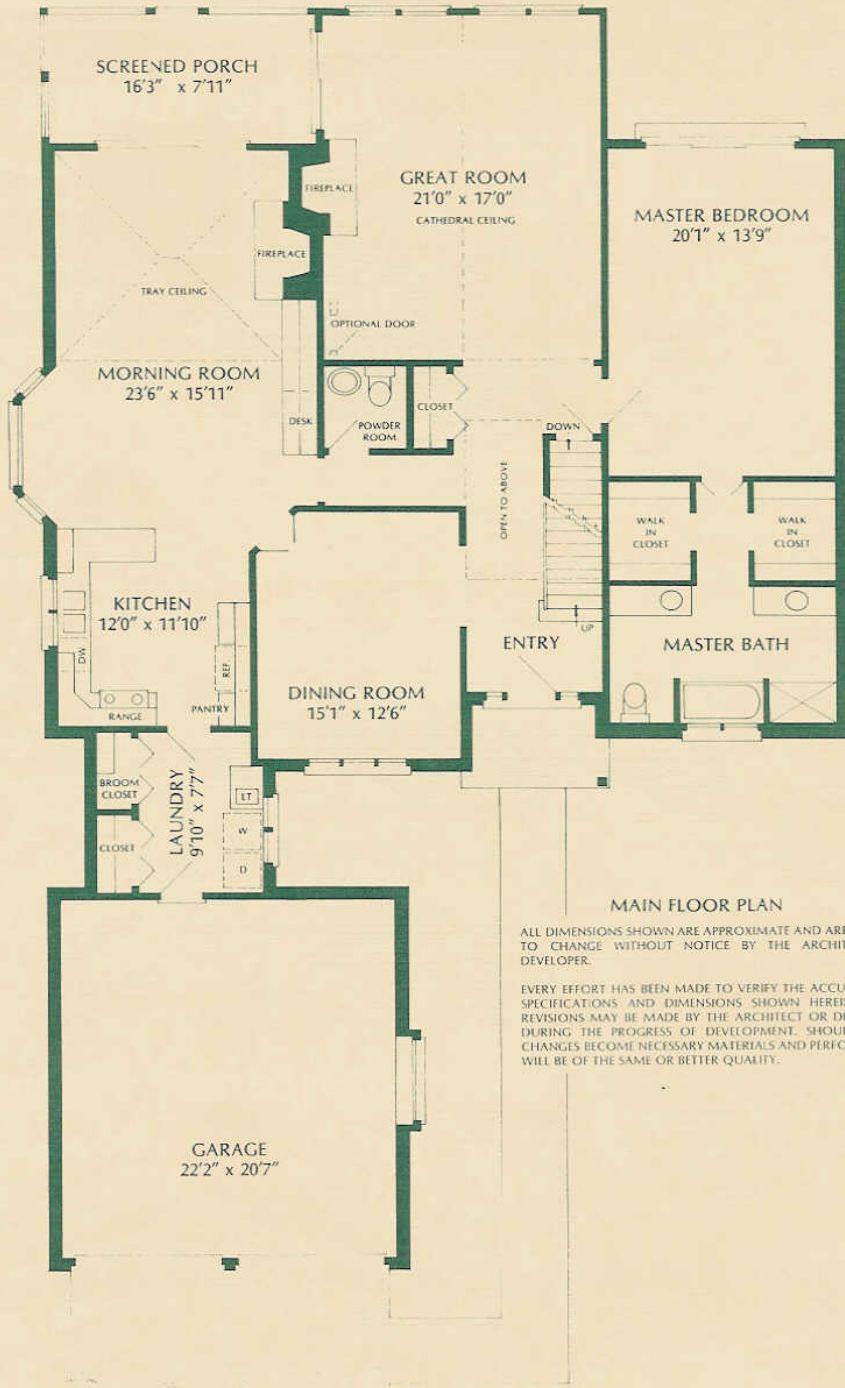 SCREENED PORCH
16'3" x 7'11"
GREAT ROOM
21'0" x 17'0"
CATHEDRAL CEILING
FIREPLACE
FIREPLACE
MASTER BEDROOM
20'1" x 13'9"
TRAY CEILING
OPTIONAL DOOR
MORNING ROOM
23'6" x 15'11"
DESK
POWDER
ROOM
CLOSET
DOWN
OPEN TO ABOVE
WALK
IN
CLOSET
WALK
IN
CLOSET
KITCHEN
12'0" x 11'10"
DW
REF.
RANGE
PANTRY
DINING ROOM
15'1" x 12'6"
ENTRY
UP
MASTER BATH
BROOM
CLOSET
CLOSET
LAUNDRY
9'10" x 7'7"
LT
W
D
MAIN FLOOR PLAN
ALL DIMENSIONS SHOWN ARE APPROXIMATE AND ARE
TO CHANGE WITHOUT NOTICE BY THE
DEVELOPER.
EVERY EFFORT HAS BEEN MADE TO VERIFY THE
SPECIFICATIONS AND DIMENSIONS SHOWN
REVISIONS MAY BE MADE BY THE ARCHITECT OR
DURING THE PROGRESS OF DEVELOPMENT.
CHANGES BECOME NECESSARY MATERIALS AND
WILL BE OF THE SAME OR BETTER QUALITY.
GARAGE
22'2" x 20'7"